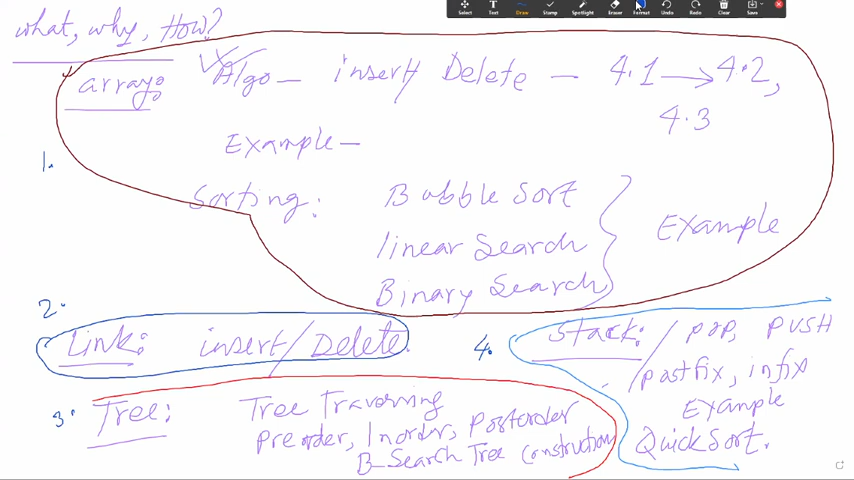 Select Text Draw Stamp Spotlight Eraser Format Undo Redo Clear Save
what, why, How?
array: Algo - insert/ Delete - 4.1 → 4.2,
4.3
Example -
1.
Sorting: Bubble Sort
linear Search
Binary Search
Example
2.
Link: insert/Delete.
3. Tree: Tree Traversing
Preorder, Inorder, Postorder
B-Search Tree Construction
4. Stack: / POP, PUSH
/postfix, infix
Example
QuickSort.